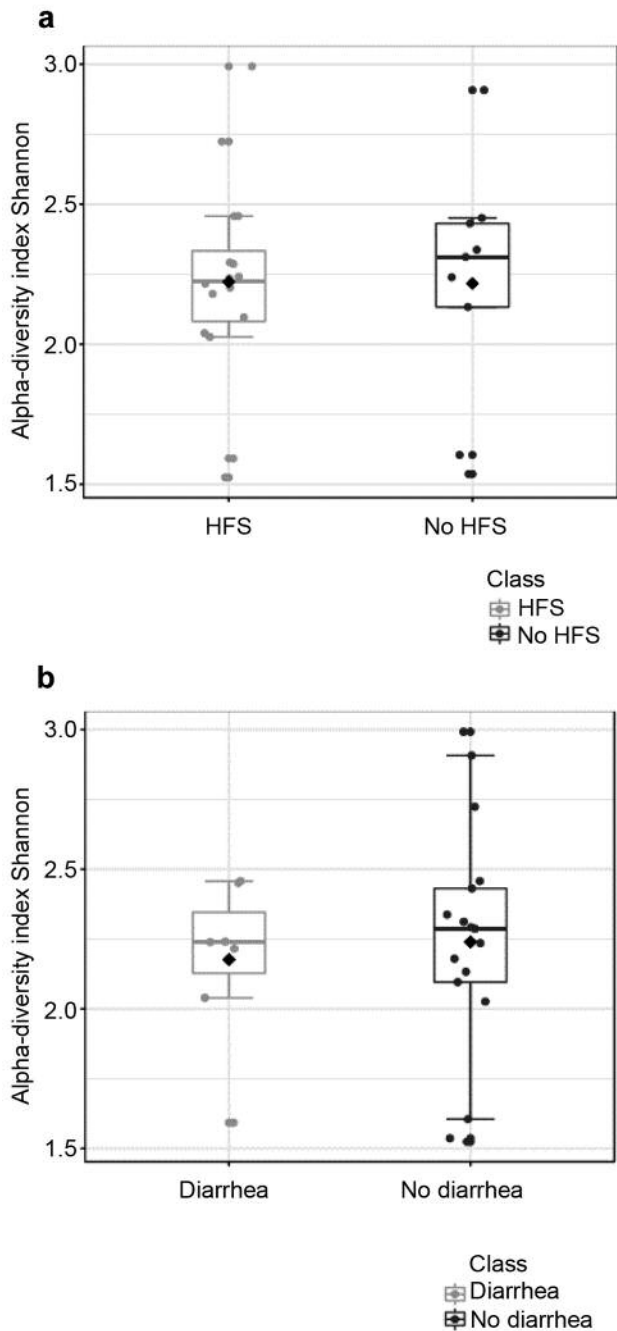 a
Alpha-diversity index Shannon
3.0
2.5
2.0
1.5
HFS No HFS
Class
HFS
No HFS
b
Alpha-diversity index Shannon
3.0
2.5
2.0
1.5
Diarrhea No diarrhea
Class
Diarrhea
No diarrhea